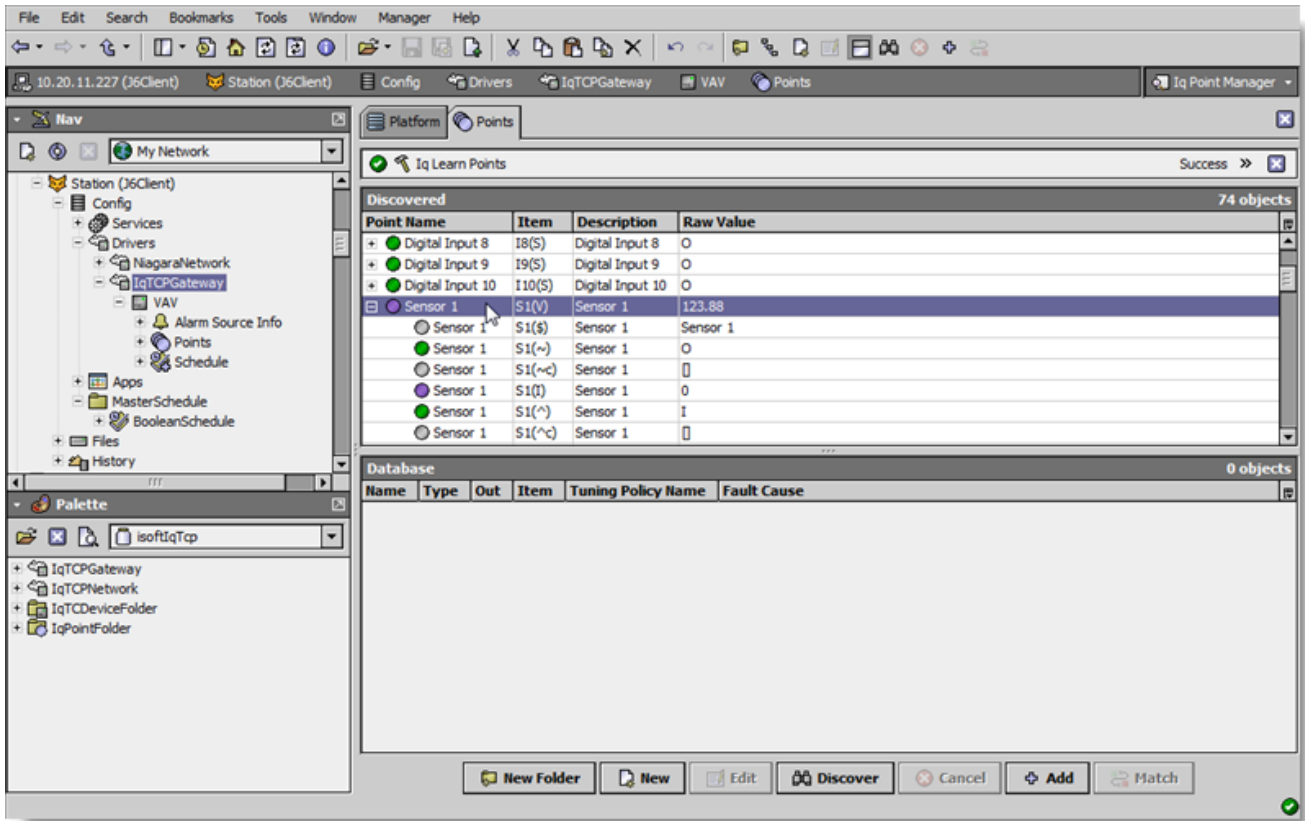 File Edit Search Bookmarks Tools Window Manager Help
10.20.11.227 (J6Client) Station (J6Client) Config Drivers IqTCPGateway VAV Points Iq Point Manager
Nav
My Network
Station (J6Client)
Config
Services
Drivers
NiagaraNetwork
IqTCPGateway
VAV
Alarm Source Info
Points
Schedule
Apps
MasterSchedule
BooleanSchedule
Files
History
Palette
isoftIqTcp
IqTCPGateway
IqTCPNetwork
IqTCDeviceFolder
IqPointFolder
Platform Points
Iq Learn Points Success »
Discovered 74 objects
Point Name Item Description Raw Value
Digital Input 8 I8(S) Digital Input 8 O
Digital Input 9 I9(S) Digital Input 9 O
Digital Input 10 I10(S) Digital Input 10 O
Sensor 1 S1(V) Sensor 1 123.88
Sensor 1 S1($) Sensor 1 Sensor 1
Sensor 1 S1(~) Sensor 1 O
Sensor 1 S1(~c) Sensor 1 []
Sensor 1 S1(I) Sensor 1 0
Sensor 1 S1(^) Sensor 1 I
Sensor 1 S1(^c) Sensor 1 []
Database 0 objects
Name Type Out Item Tuning Policy Name Fault Cause
New Folder New Edit Discover Cancel Add Match